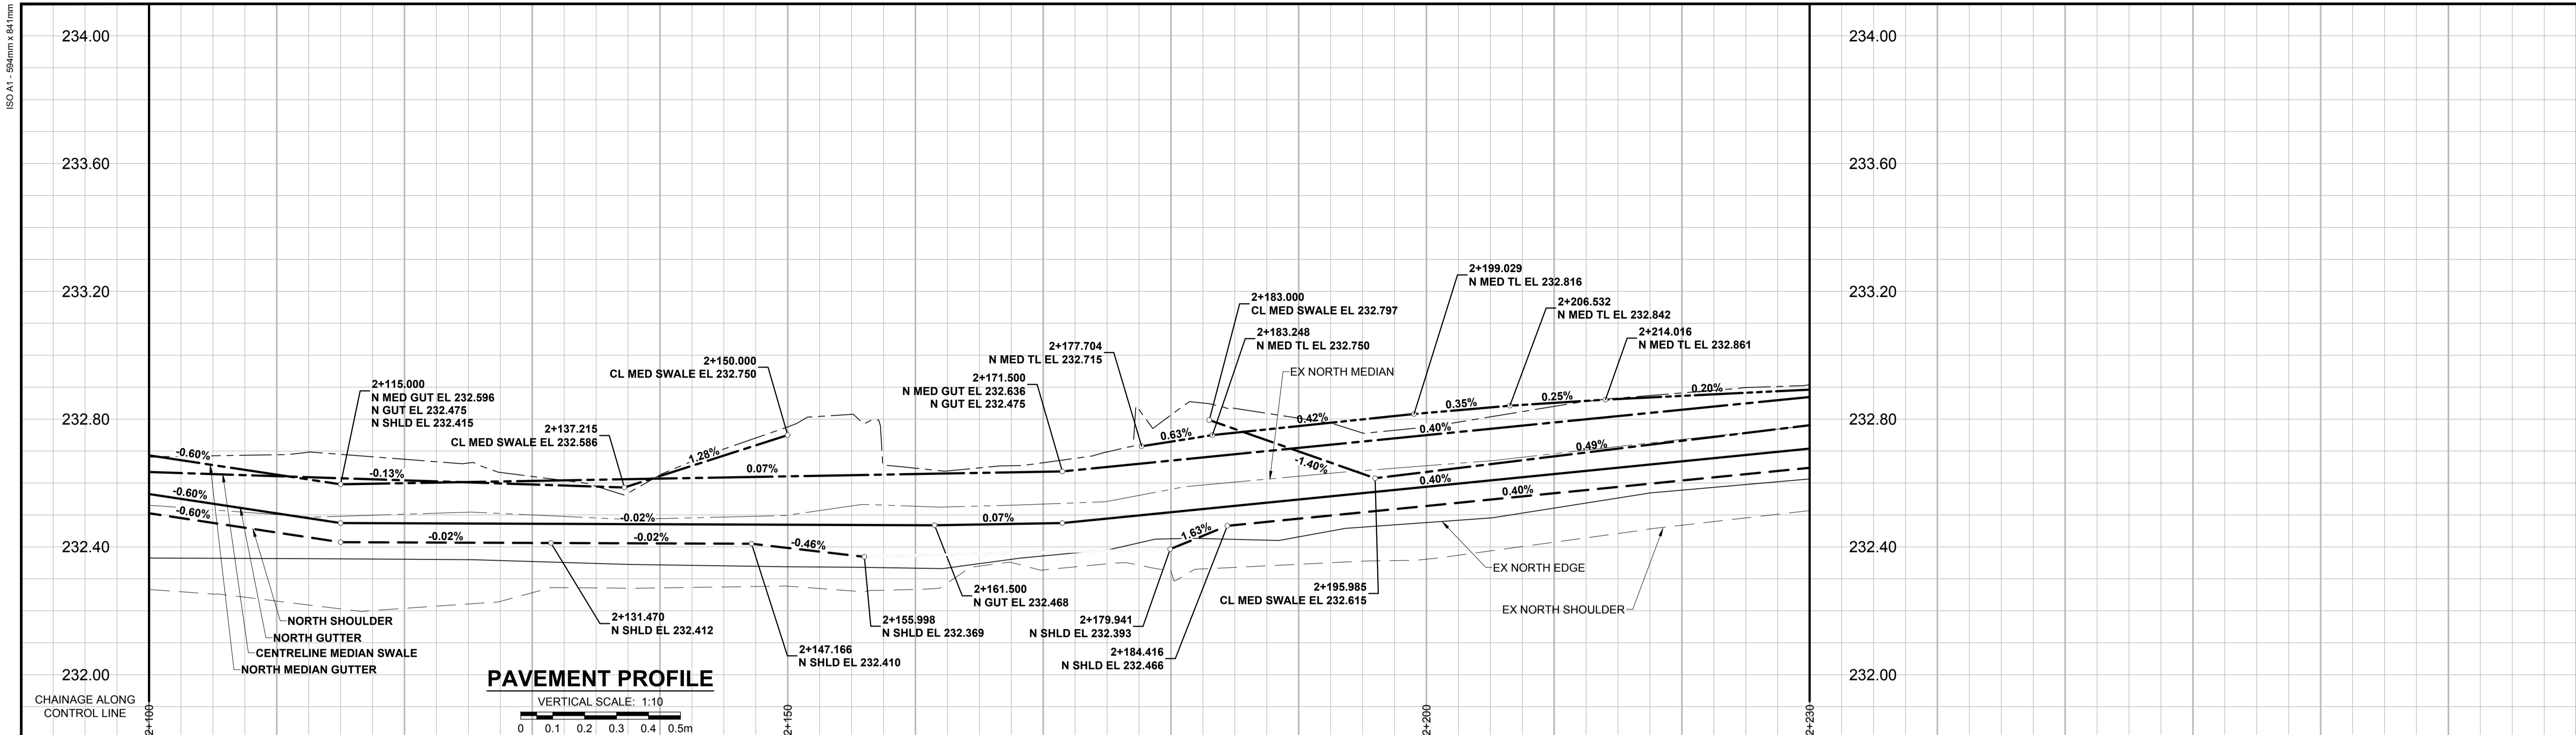 ISO A1 - 594mm x 841mm
234.00
233.60
233.20
232.80
232.40
232.00
234.00
233.60
233.20
232.80
232.40
232.00
2+199.029
N MED TL EL 232.816
2+183.000
CL MED SWALE EL 232.797
2+206.532
N MED TL EL 232.842
2+183.248
N MED TL EL 232.750
2+214.016
N MED TL EL 232.861
2+177.704
N MED TL EL 232.715
2+150.000
CL MED SWALE EL 232.750
EX NORTH MEDIAN
2+171.500
N MED GUT EL 232.636
N GUT EL 232.475
2+115.000
N MED GUT EL 232.596
N GUT EL 232.475
N SHLD EL 232.415
2+137.215
CL MED SWALE EL 232.586
-0.60%
-0.13%
1.28%
0.07%
0.63%
0.42%
0.35%
0.25%
0.20%
0.40%
-1.40%
0.49%
-0.60%
-0.02%
0.07%
0.40%
-0.60%
-0.02%
-0.02%
-0.46%
1.63%
0.40%
EX NORTH EDGE
EX NORTH SHOULDER
2+195.985
CL MED SWALE EL 232.615
2+161.500
N GUT EL 232.468
2+131.470
N SHLD EL 232.412
2+155.998
N SHLD EL 232.369
2+179.941
N SHLD EL 232.393
2+147.166
N SHLD EL 232.410
2+184.416
N SHLD EL 232.466
NORTH SHOULDER
NORTH GUTTER
CENTRELINE MEDIAN SWALE
NORTH MEDIAN GUTTER
PAVEMENT PROFILE
VERTICAL SCALE: 1:10
0 0.1 0.2 0.3 0.4 0.5m
CHAINAGE ALONG
CONTROL LINE
2+100
2+150
2+200
2+230